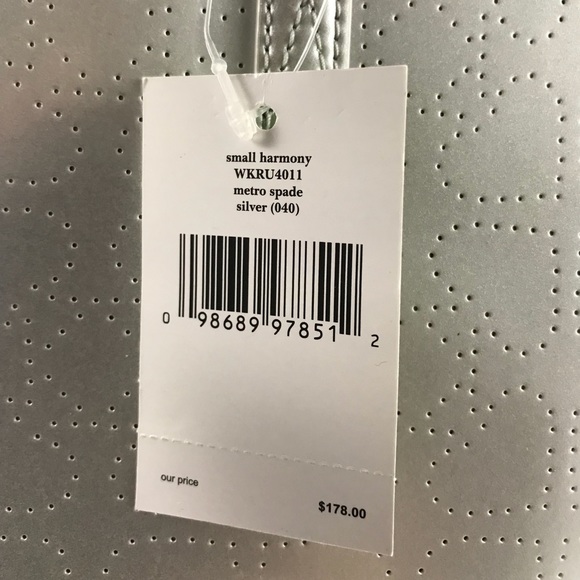 small harmony
WKRU4011
metro spade
silver (040)
0 98689 97851 2
our price
$178.00